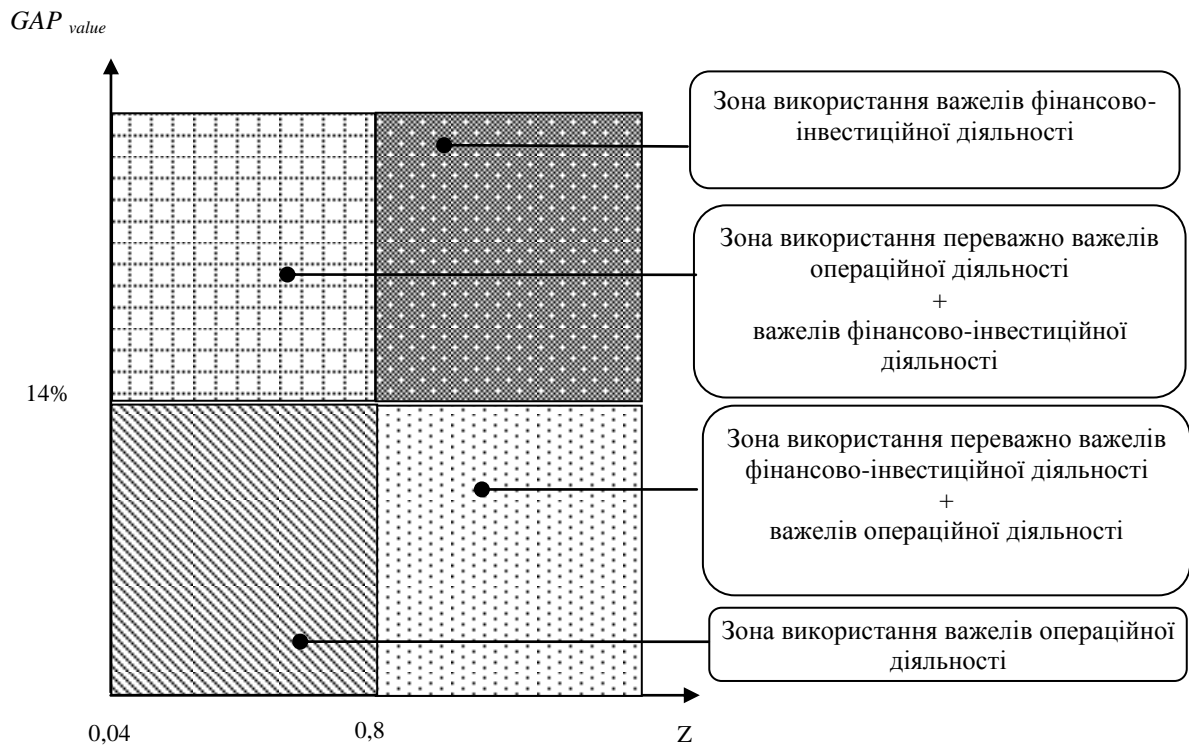 GAP value
Зона використання важелів фінансово-
інвестиційної діяльності
Зона використання переважно важелів
операційної діяльності
+
важелів фінансово-інвестиційної
діяльності
14%
Зона використання переважно важелів
фінансово-інвестиційної діяльності
+
важелів операційної діяльності
Зона використання важелів операційної
діяльності
0,04
0,8
Z